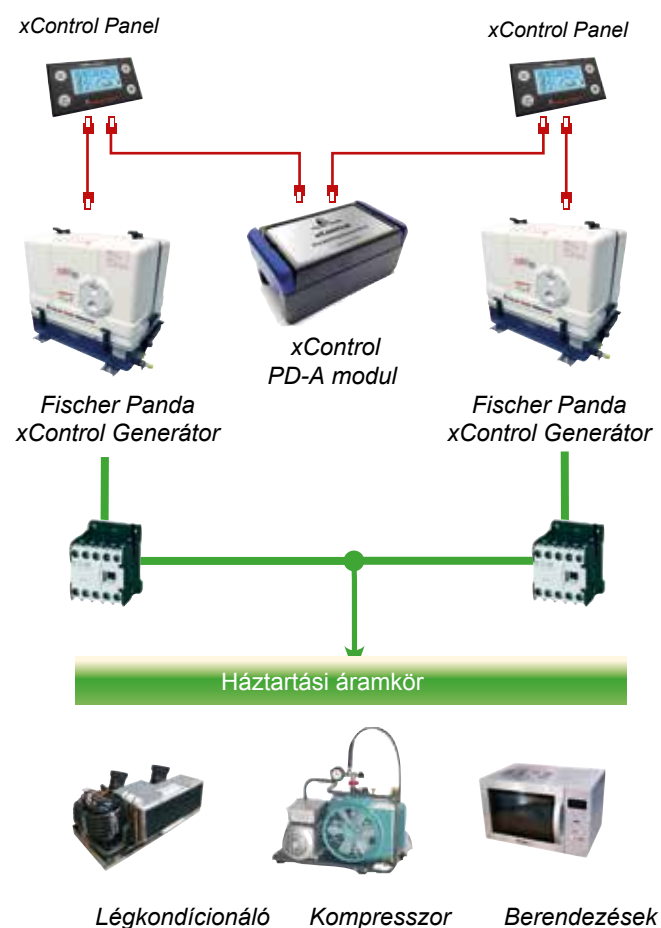 xControl Panel
xControl Panel
xControl
PD-A modul
Fischer Panda
xControl Generátor
Fischer Panda
xControl Generátor
Háztartási áramkör
Légkondícionáló
Kompresszor
Berendezések